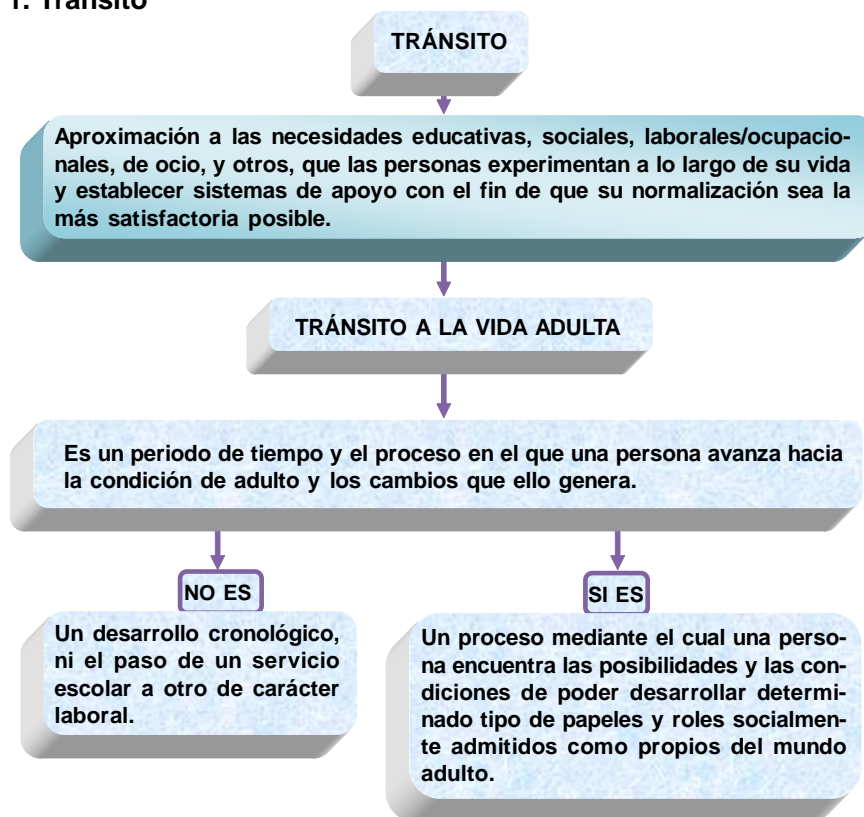 1. Tránsito
TRÁNSITO
Aproximación a las necesidades educativas, sociales, laborales/ocupacio-
nales, de ocio, y otros, que las personas experimentan a lo largo de su vida
y establecer sistemas de apoyo con el fin de que su normalización sea la
más satisfactoria posible.
TRÁNSITO A LA VIDA ADULTA
Es un periodo de tiempo y el proceso en el que una persona avanza hacia
la condición de adulto y los cambios que ello genera.
NO ES
Un desarrollo cronológico,
ni el paso de un servicio
escolar a otro de carácter
laboral.
SI ES
Un proceso mediante el cual una perso-
na encuentra las posibilidades y las con-
diciones de poder desarrollar determi-
nado tipo de papeles y roles socialmen-
te admitidos como propios del mundo
adulto.